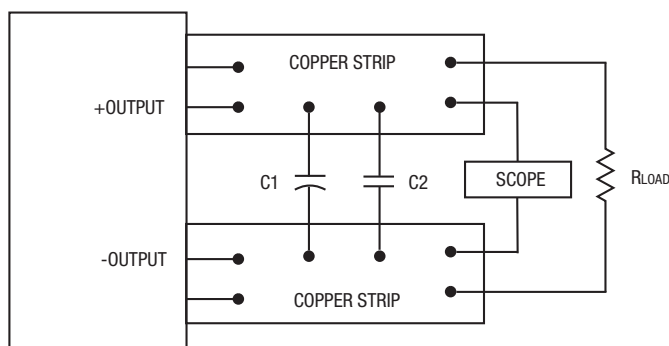 COPPER STRIP
+OUTPUT
C1
C2
SCOPE
RLOAD
-OUTPUT
COPPER STRIP